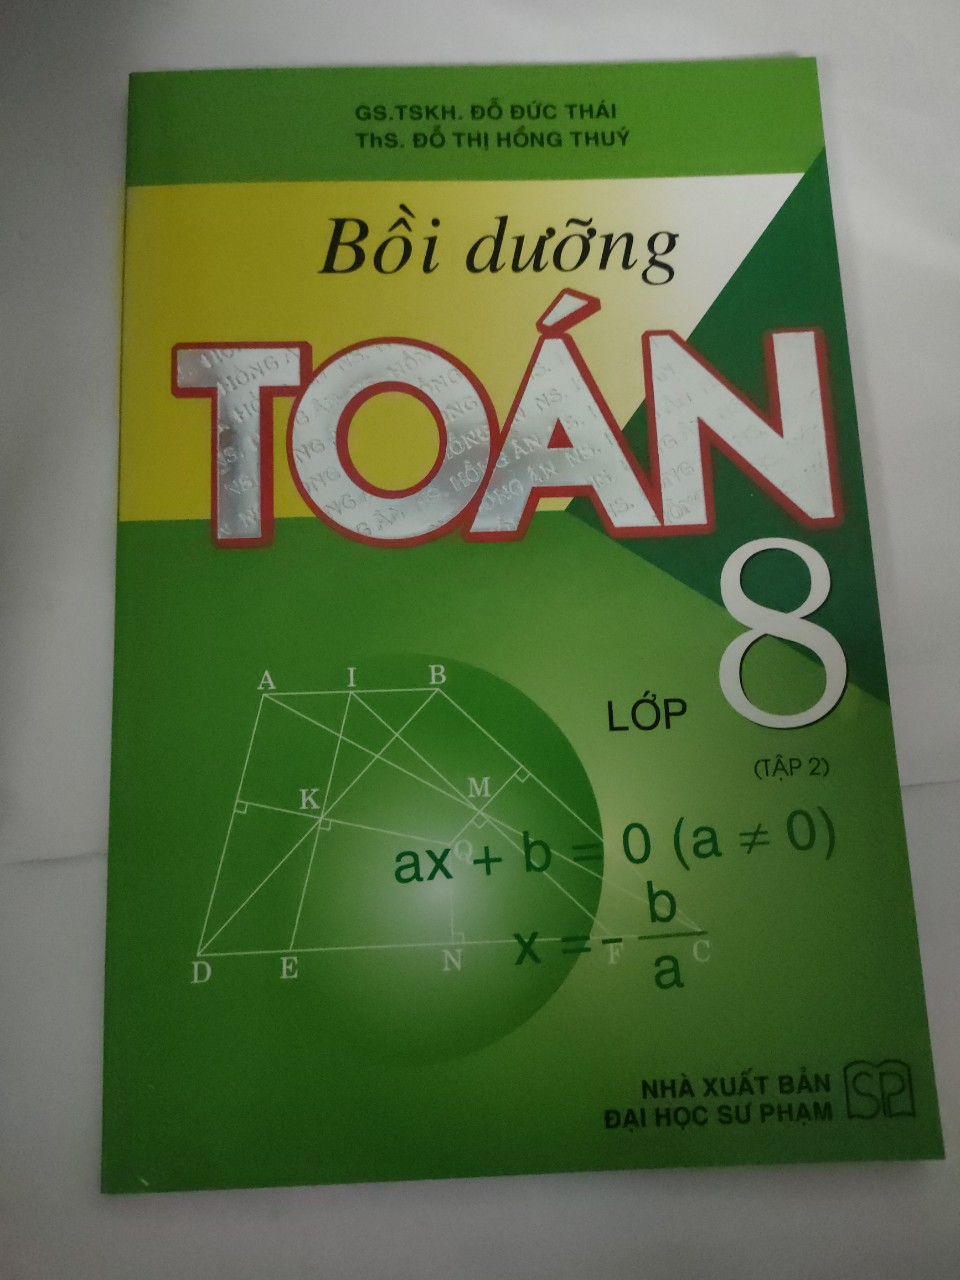 GS.TSKH. ĐỖ ĐỨC THÁI
ThS. ĐỖ THỊ HỒNG THUÝ
Bồi dưỡng
TOÁN
LỚP 8
(TẬP 2)
A I B
K M
Q
D E N F C
ax + b = 0 (a ≠ 0)
x = - b/a
NHÀ XUẤT BẢN
ĐẠI HỌC SƯ PHẠM
SP